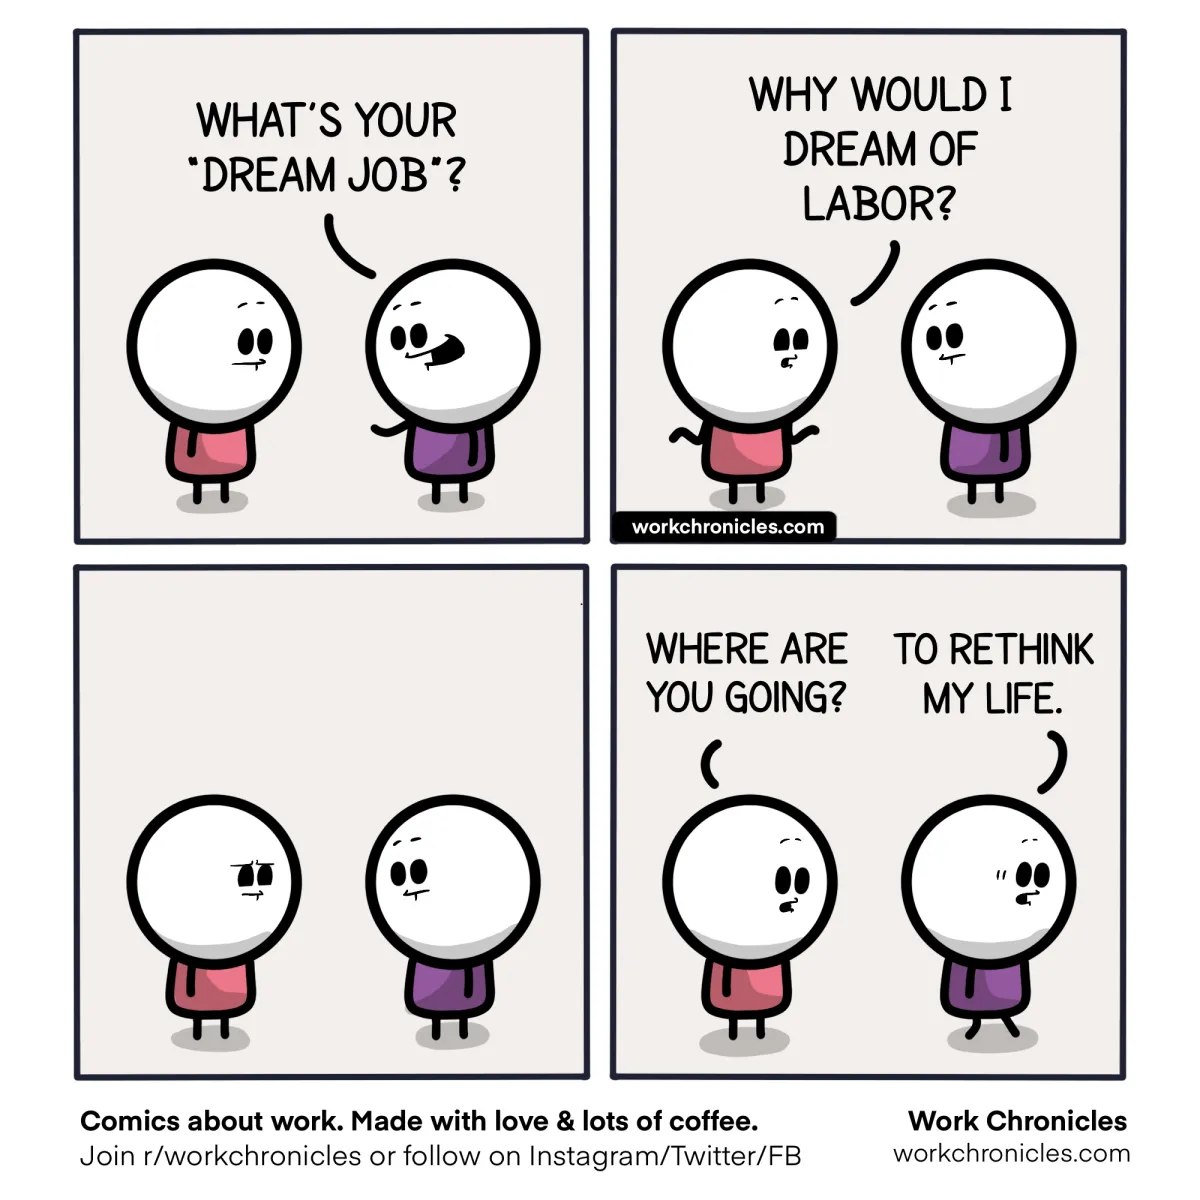 WHAT'S YOUR
"DREAM JOB"?
WHY WOULD I
DREAM OF
LABOR?
workchronicles.com
WHERE ARE
YOU GOING?
TO RETHINK
MY LIFE.
Comics about work. Made with love & lots of coffee.
Join r/workchronicles or follow on Instagram/Twitter/FB
Work Chronicles
workchronicles.com